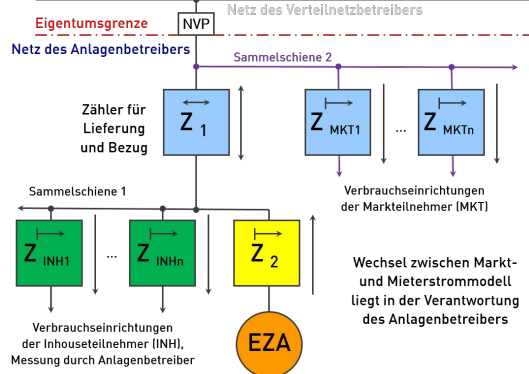 Netz des Verteilnetzbetreibers
Eigentumsgrenze
NVP
Netz des Anlagenbetreibers
Sammelschiene 2
Zähler für
Lieferung
und Bezug
Z 1
Z MKT1
...
Z MKTn
Verbrauchseinrichtungen
der Markteilnehmer (MKT)
Sammelschiene 1
Z INH1
...
Z INHn
Z 2
Wechsel zwischen Markt-
und Mieterstrommodell
liegt in der Verantwortung
des Anlagenbetreibers
Verbrauchseinrichtungen
der Inhouseteilnehmer (INH),
Messung durch Anlagenbetreiber
EZA